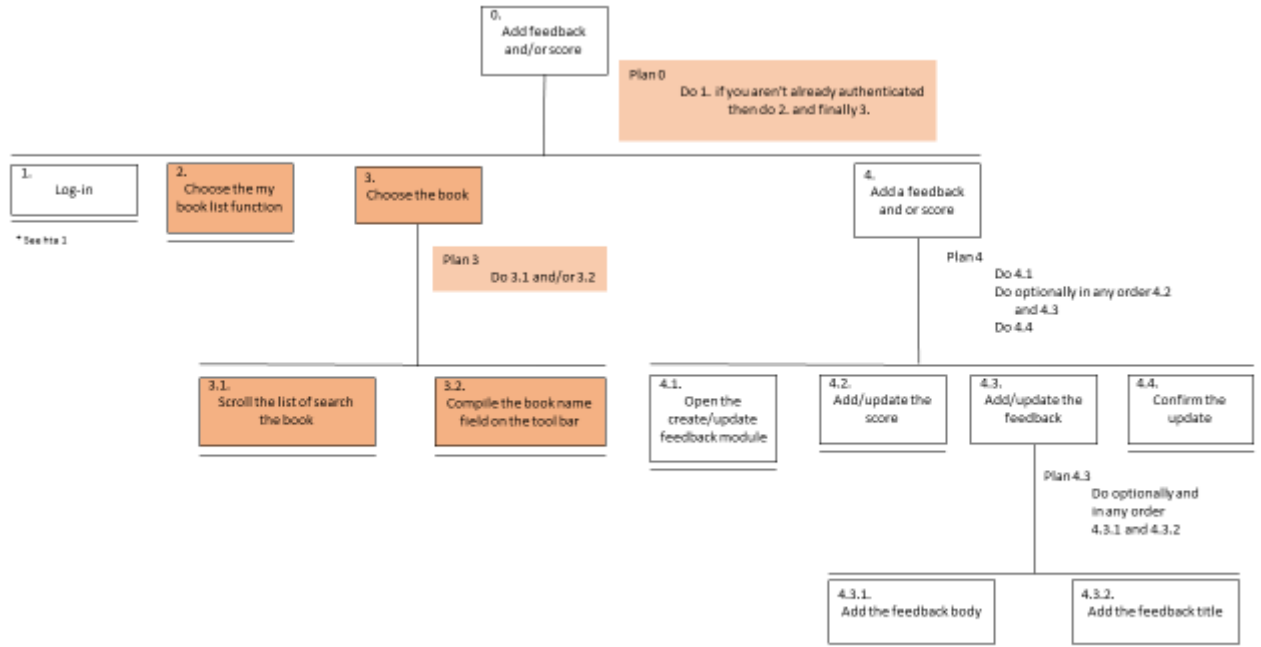 0.
Add feedback
and/or score
Plan 0
Do 1. if you aren't already authenticated
then do 2. and finally 3.
1.
Log-in
* See hta 1
2.
Choose the my
book list function
3.
Choose the book
4.
Add a feedback
and or score
Plan 3
Do 3.1 and/or 3.2
Plan 4
Do 4.1
Do optionally in any order 4.2
and 4.3
Do 4.4
3.1.
Scroll the list of search
the book
3.2.
Compile the book name
field on the tool bar
4.1.
Open the
create/update
feedback module
4.2.
Add/update the
score
4.3.
Add/update the
feedback
4.4.
Confirm the
update
Plan 4.3
Do optionally and
in any order
4.3.1 and 4.3.2
4.3.1.
Add the feedback body
4.3.2.
Add the feedback title